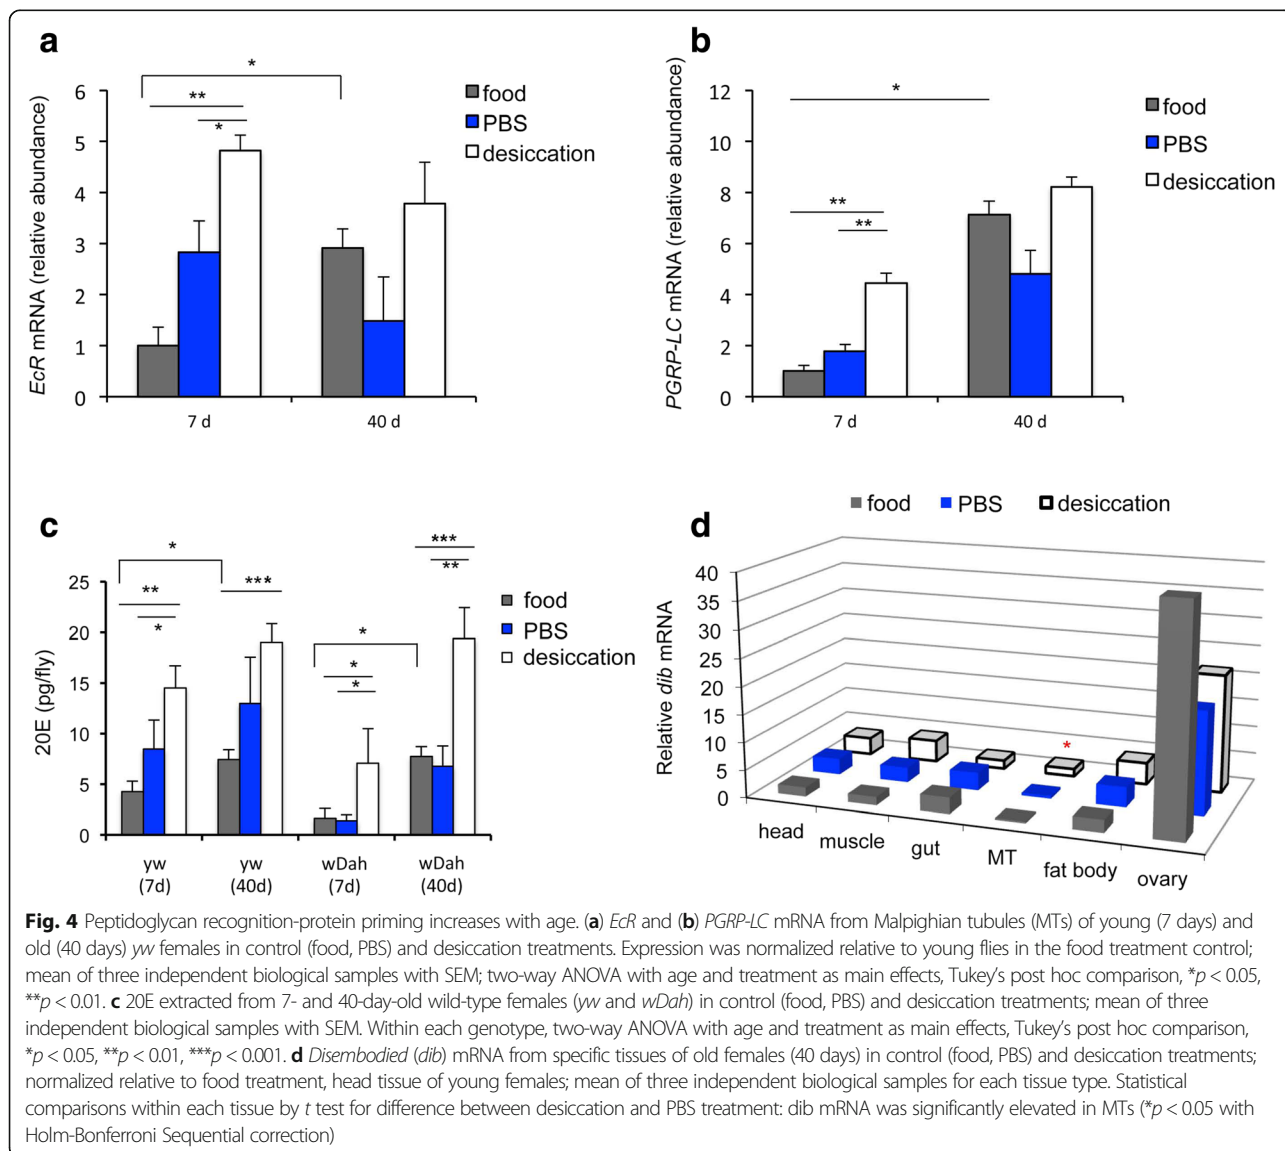 a
*
6
5
4
3
2
1
0
EcR mRNA (relative abundance)
**
*
food
PBS
desiccation
7 d
40 d
b
12
10
8
6
4
2
0
PGRP-LC mRNA (relative abundance)
*
**
**
food
PBS
desiccation
7 d
40 d
c
25
20
15
10
5
0
20E (pg/fly)
*
**
*
***
*
*
*
***
**
food
PBS
desiccation
yw
(7d)
yw
(40d)
wDah
(7d)
wDah
(40d)
d
food
PBS
desiccation
40
35
30
25
20
15
10
5
0
Relative dib mRNA
*
head
muscle
gut
MT
fat body
ovary
Fig. 4 Peptidoglycan recognition-protein priming increases with age. (a) EcR and (b) PGRP-LC mRNA from Malpighian tubules (MTs) of young (7 days) and
old (40 days) yw females in control (food, PBS) and desiccation treatments. Expression was normalized relative to young flies in the food treatment control;
mean of three independent biological samples with SEM; two-way ANOVA with age and treatment as main effects, Tukey's post hoc comparison, *p < 0.05,
**p < 0.01. c 20E extracted from 7- and 40-day-old wild-type females (yw and wDah) in control (food, PBS) and desiccation treatments; mean of three
independent biological samples with SEM. Within each genotype, two-way ANOVA with age and treatment as main effects, Tukey's post hoc comparison,
*p < 0.05, **p < 0.01, ***p < 0.001. d Disembodied (dib) mRNA from specific tissues of old females (40 days) in control (food, PBS) and desiccation treatments;
normalized relative to food treatment, head tissue of young females; mean of three independent biological samples for each tissue type. Statistical
comparisons within each tissue by t test for difference between desiccation and PBS treatment: dib mRNA was significantly elevated in MTs (*p < 0.05 with
Holm-Bonferroni Sequential correction)